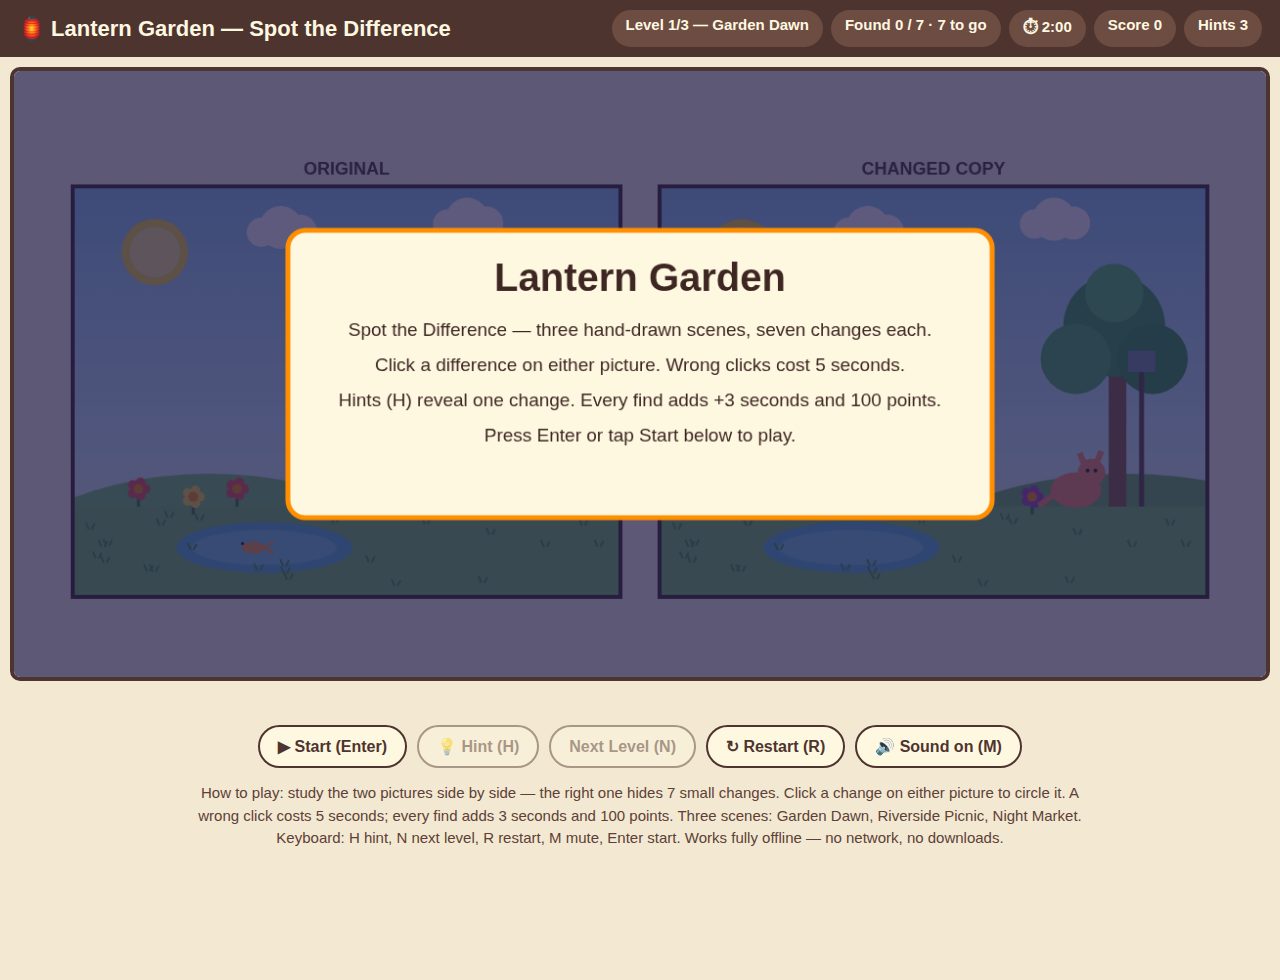 🏮 Lantern Garden — Spot the Difference
Level 1/3 — Garden Dawn
Found 0 / 7 · 7 to go
⏱ 2:00
Score 0
Hints 3
ORIGINAL
CHANGED COPY
Lantern Garden
Spot the Difference — three hand-drawn scenes, seven changes each.
Click a difference on either picture. Wrong clicks cost 5 seconds.
Hints (H) reveal one change. Every find adds +3 seconds and 100 points.
Press Enter or tap Start below to play.
▶ Start (Enter)
💡 Hint (H)
Next Level (N)
↻ Restart (R)
🔊 Sound on (M)
How to play: study the two pictures side by side — the right one hides 7 small changes. Click a change on either picture to circle it. A
wrong click costs 5 seconds; every find adds 3 seconds and 100 points. Three scenes: Garden Dawn, Riverside Picnic, Night Market.
Keyboard: H hint, N next level, R restart, M mute, Enter start. Works fully offline — no network, no downloads.